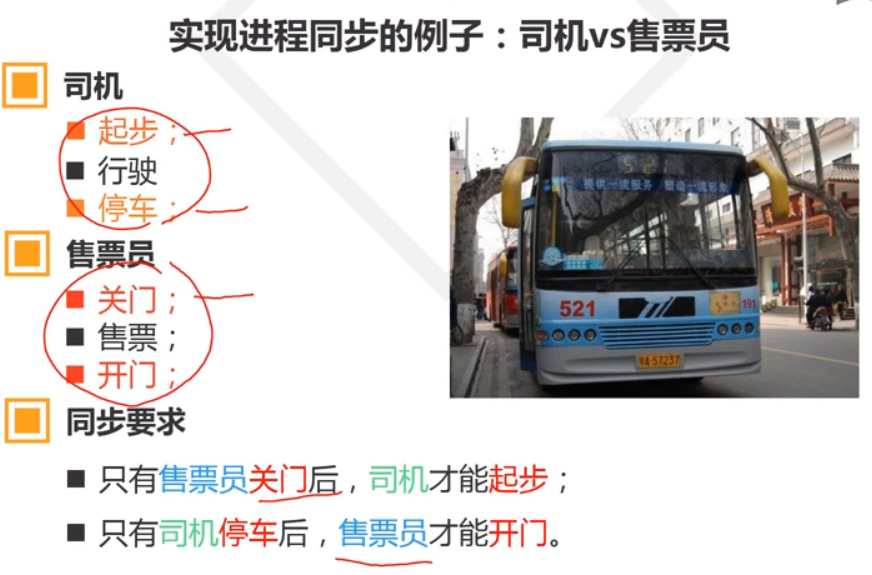 实现进程同步的例子：司机vs售票员
司机
起步；
行驶
停车；
售票员
关门；
售票；
开门；
521
提供一流服务 塑造一流形象
521
191
同步要求
只有售票员关门后，司机才能起步；
只有司机停车后，售票员才能开门。